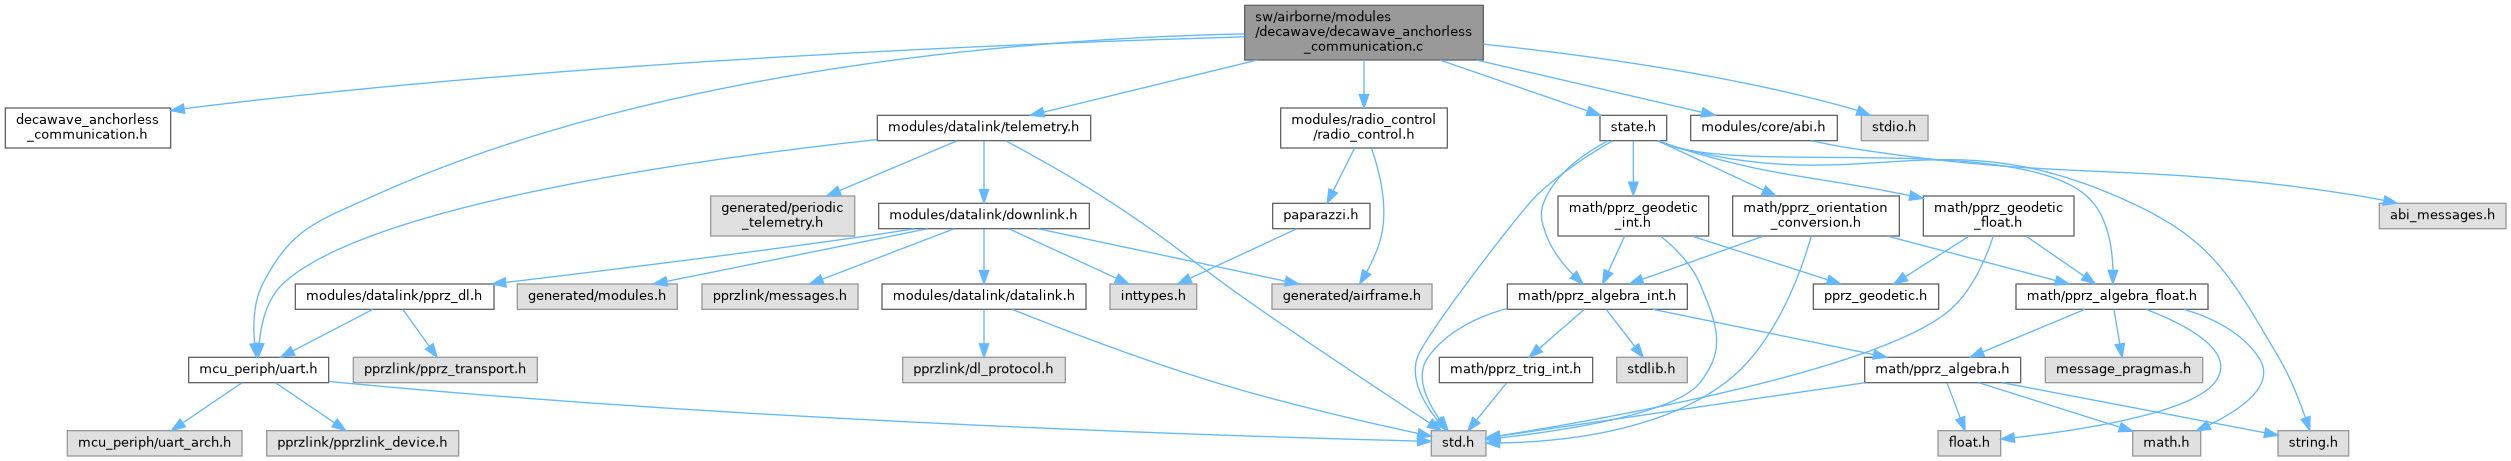 sw/airborne/modules
/decawave/decawave_anchorless
_communication.c
decawave_anchorless
_communication.h
modules/datalink/telemetry.h
modules/radio_control
/radio_control.h
state.h
modules/core/abi.h
stdio.h
generated/periodic
_telemetry.h
modules/datalink/downlink.h
paparazzi.h
math/pprz_geodetic
_int.h
math/pprz_orientation
_conversion.h
math/pprz_geodetic
_float.h
abi_messages.h
modules/datalink/pprz_dl.h
generated/modules.h
pprzlink/messages.h
modules/datalink/datalink.h
inttypes.h
generated/airframe.h
math/pprz_algebra_int.h
pprz_geodetic.h
math/pprz_algebra_float.h
mcu_periph/uart.h
pprzlink/pprz_transport.h
pprzlink/dl_protocol.h
math/pprz_trig_int.h
stdlib.h
math/pprz_algebra.h
message_pragmas.h
mcu_periph/uart_arch.h
pprzlink/pprzlink_device.h
std.h
float.h
math.h
string.h